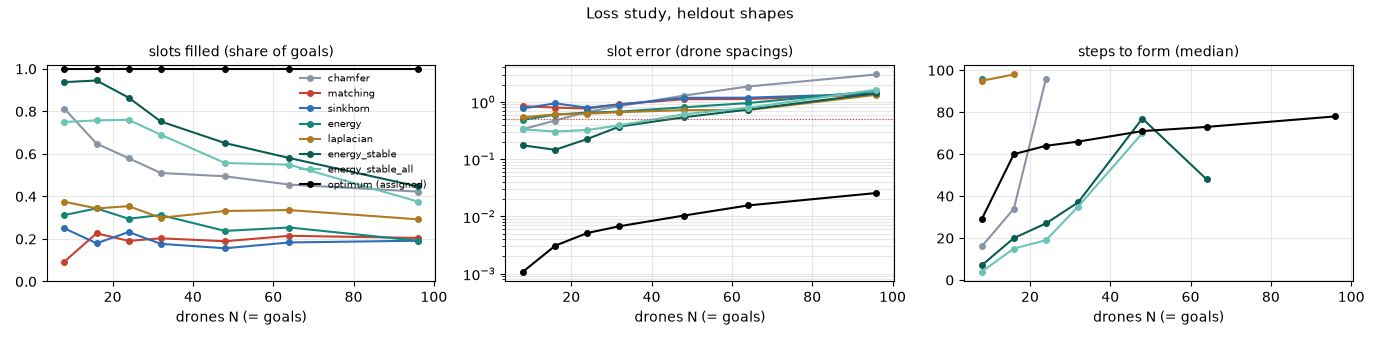 Loss study, heldout shapes
slots filled (share of goals)
1.0
0.8
0.6
0.4
0.2
0.0
20
40
60
80
100
drones N (= goals)
chamfer
matching
sinkhorn
energy
laplacian
energy_stable
energy_stable_all
optimum (assigned)
slot error (drone spacings)
10⁰
10⁻¹
10⁻²
10⁻³
20
40
60
80
100
drones N (= goals)
steps to form (median)
100
80
60
40
20
0
20
40
60
80
100
drones N (= goals)